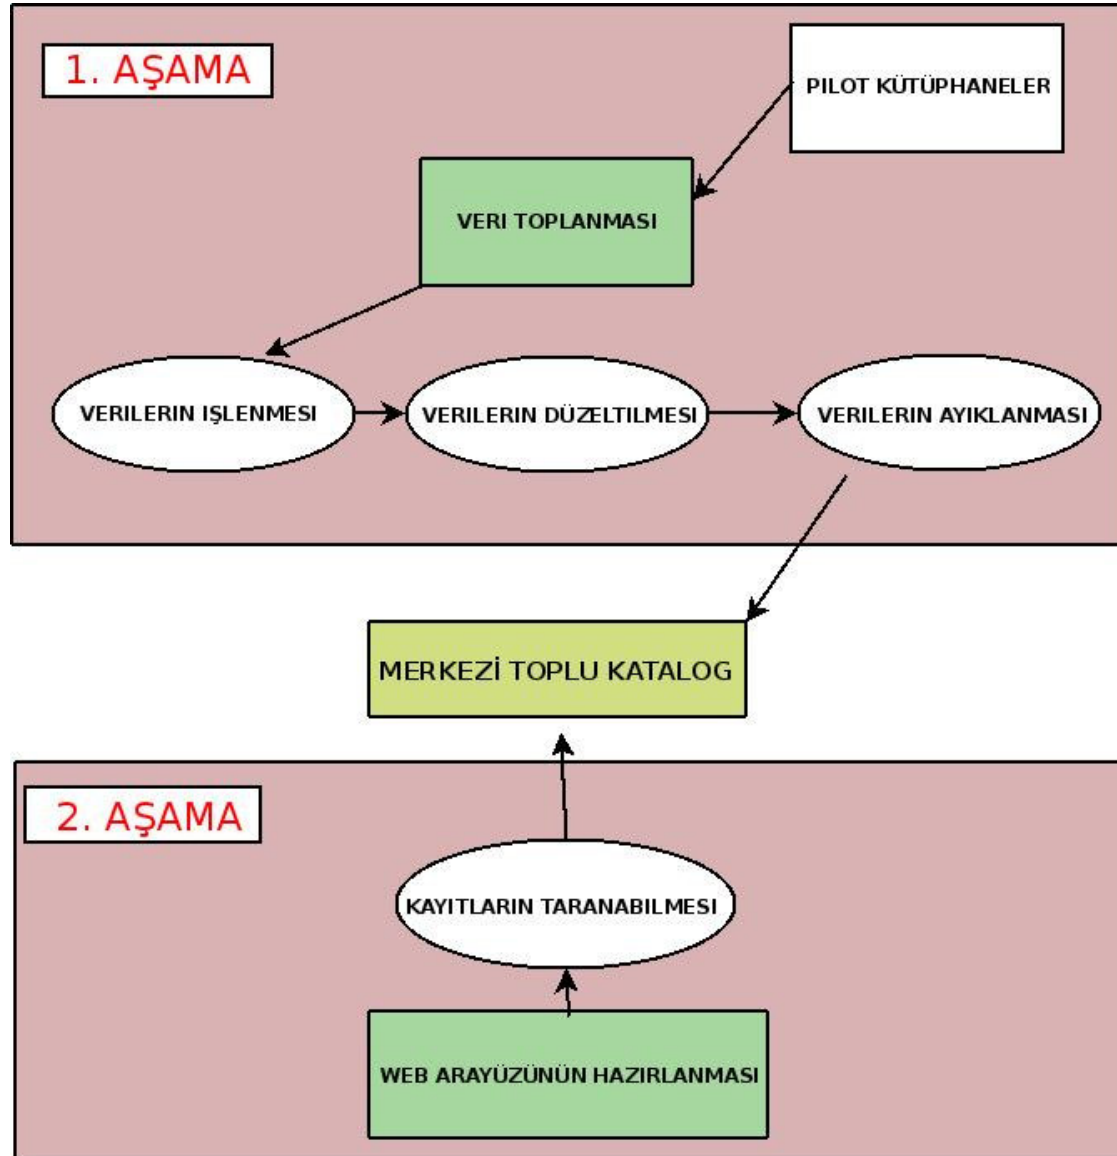 1. AŞAMA
PILOT KÜTÜPHANELER
VERI TOPLANMASI
VERILERIN IŞLENMESI
VERILERIN DÜZELTILMESI
VERILERIN AYIKLANMASI
MERKEZİ TOPLU KATALOG
2. AŞAMA
KAYITLARIN TARANABILMESI
WEB ARAYÜZÜNÜN HAZIRLANMASI